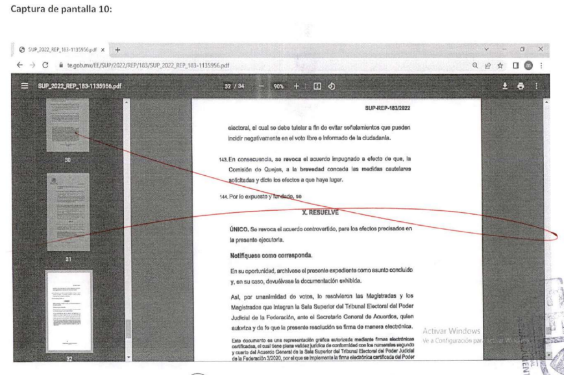 Captura de pantalla 10:
SUP_2022_REP_183-1135956.pdf × +
te.gob.mx/EE/SUP/2022/REP/183/SUP_2022_REP_183-1135956.pdf
SUP_2022_REP_183-1135956.pdf 32 / 34 — 90% +
SUP-REP-183/2022
electoral, el cual se debe tutelar a fin de evitar señalamientos que puedan
incidir negativamente en el voto libre e informado de la ciudadanía.
30
143. En consecuencia, se revoca el acuerdo impugnado a efecto de que, la
Comisión de Quejas, a la brevedad conceda las medidas cautelares
solicitadas y dicte los efectos a que haya lugar.
144. Por lo expuesto y fundado, se
X. RESUELVE
ÚNICO. Se revoca el acuerdo controvertido, para los efectos precisados en
la presente ejecutoria.
31
Notifíquese como corresponda.
En su oportunidad, archívese el presente expediente como asunto concluido
y, en su caso, devuélvase la documentación exhibida.
Así, por unanimidad de votos, lo resolvieron las Magistradas y los
Magistrados que integran la Sala Superior del Tribunal Electoral del Poder
Judicial de la Federación, ante el Secretario General de Acuerdos, quien
autoriza y da fe que la presente resolución se firma de manera electrónica.
Activar Windows
Ve a Configuración para activar Windows
Este documento es una representación gráfica autorizada mediante firmas electrónicas
certificadas, el cual tiene plena validez jurídica de conformidad con los numerales segundo
y cuarto del Acuerdo General de la Sala Superior del Tribunal Electoral del Poder Judicial
de la Federación 3/2020, por el que se implementa la firma electrónica certificada del Poder
32